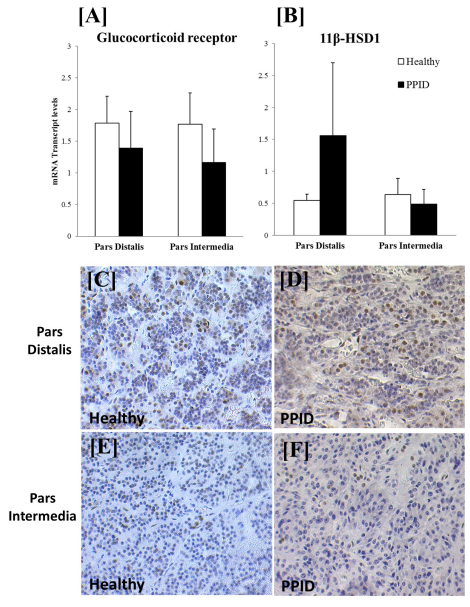 [A]
Glucocorticoid receptor
[B]
11β-HSD1
Healthy
PPID
mRNA Transcript levels
2.5
2
1.5
1
0.5
0
Pars Distalis
Pars Intermedia
3
2.5
2
1.5
1
0.5
0
Pars Distalis
Pars Intermedia
Pars
Distalis
[C]
Healthy
[D]
PPID
Pars
Intermedia
[E]
Healthy
[F]
PPID